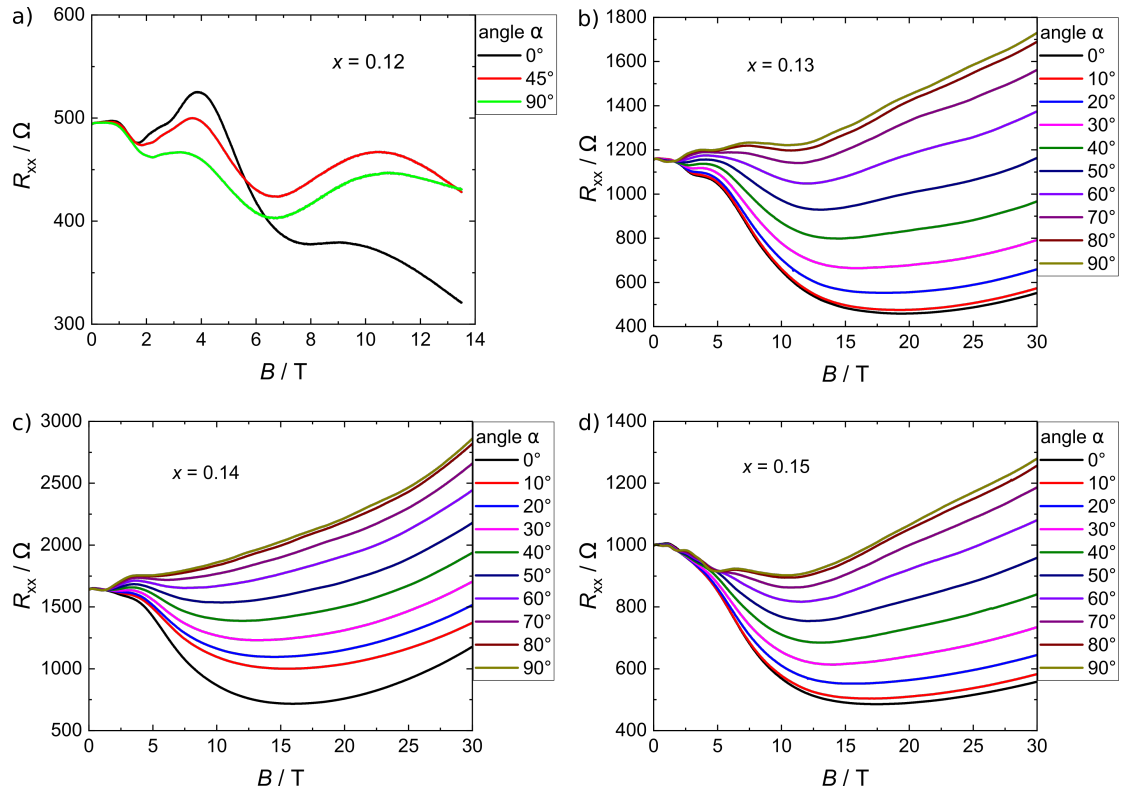 a)
angle α
0°
45°
90°
x = 0.12
600
500
400
300
Rxx / Ω
0 2 4 6 8 10 12 14
B / T
b)
angle α
0°
10°
20°
30°
40°
50°
60°
70°
80°
90°
x = 0.13
1800
1600
1400
1200
1000
800
600
400
Rxx / Ω
0 5 10 15 20 25 30
B / T
c)
angle α
0°
10°
20°
30°
40°
50°
60°
70°
80°
90°
x = 0.14
3000
2500
2000
1500
1000
500
Rxx / Ω
0 5 10 15 20 25 30
B / T
d)
angle α
0°
10°
20°
30°
40°
50°
60°
70°
80°
90°
x = 0.15
1400
1200
1000
800
600
400
Rxx / Ω
0 5 10 15 20 25 30
B / T